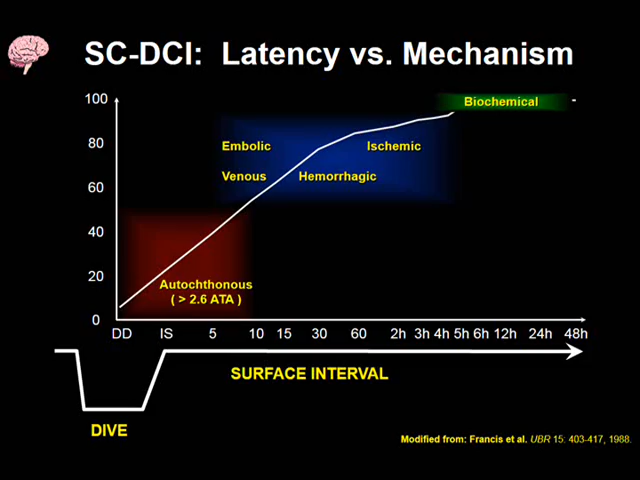 SC-DCI: Latency vs. Mechanism
100
80
60
40
20
0
Biochemical
Embolic
Ischemic
Venous
Hemorrhagic
Autochthonous
( > 2.6 ATA )
DD IS 5 10 15 30 60 2h 3h 4h 5h 6h 12h 24h 48h
SURFACE INTERVAL
DIVE
Modified from: Francis et al. UBR 15: 403-417, 1988.